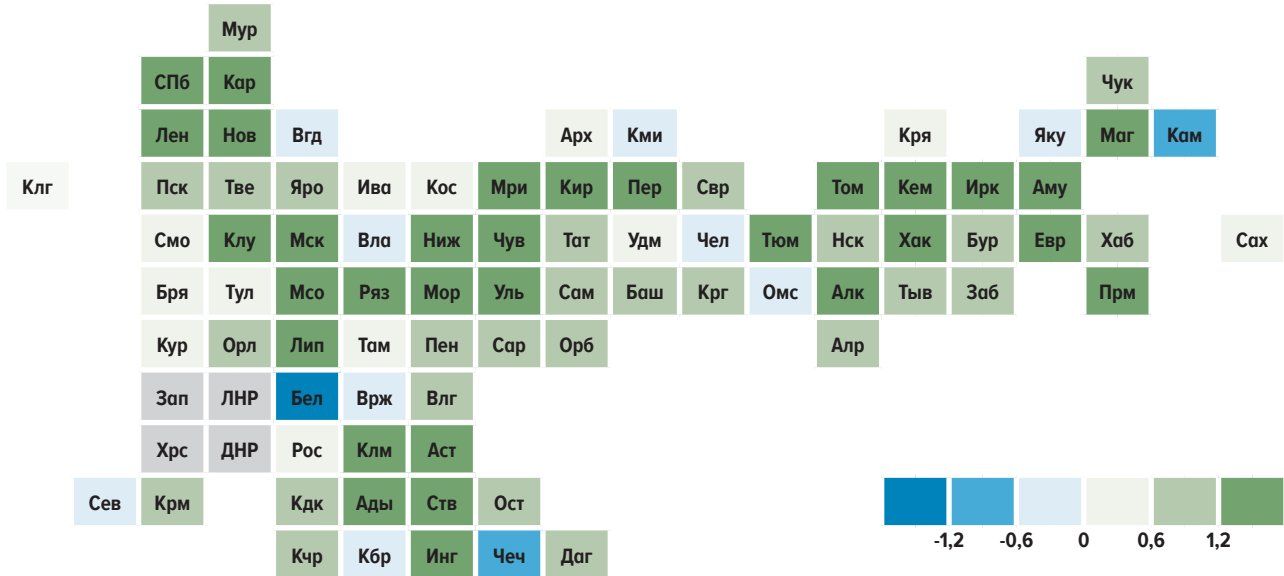 Мур
СПб Кар Чук
Лен Нов Вгд Арх Кми Кря Яку Маг Кам
Клг Пск Тве Яро Ива Кос Мри Кир Пер Свр Том Кем Ирк Аму
Смо Клу Мск Вла Ниж Чув Тат Удм Чел Тюм Нск Хак Бур Евр Хаб Сах
Бря Тул Мсо Ряз Мор Уль Сам Баш Крг Омс Алк Тыв Заб Прм
Кур Орл Лип Там Пен Сар Орб Алр
Зап ЛНР Бел Врж Влг
Хрс ДНР Рос Клм Аст
Сев Крм Кдк Ады Ств Ост
-1,2 -0,6 0 0,6 1,2
Кчр Кбр Инг Чеч Даг